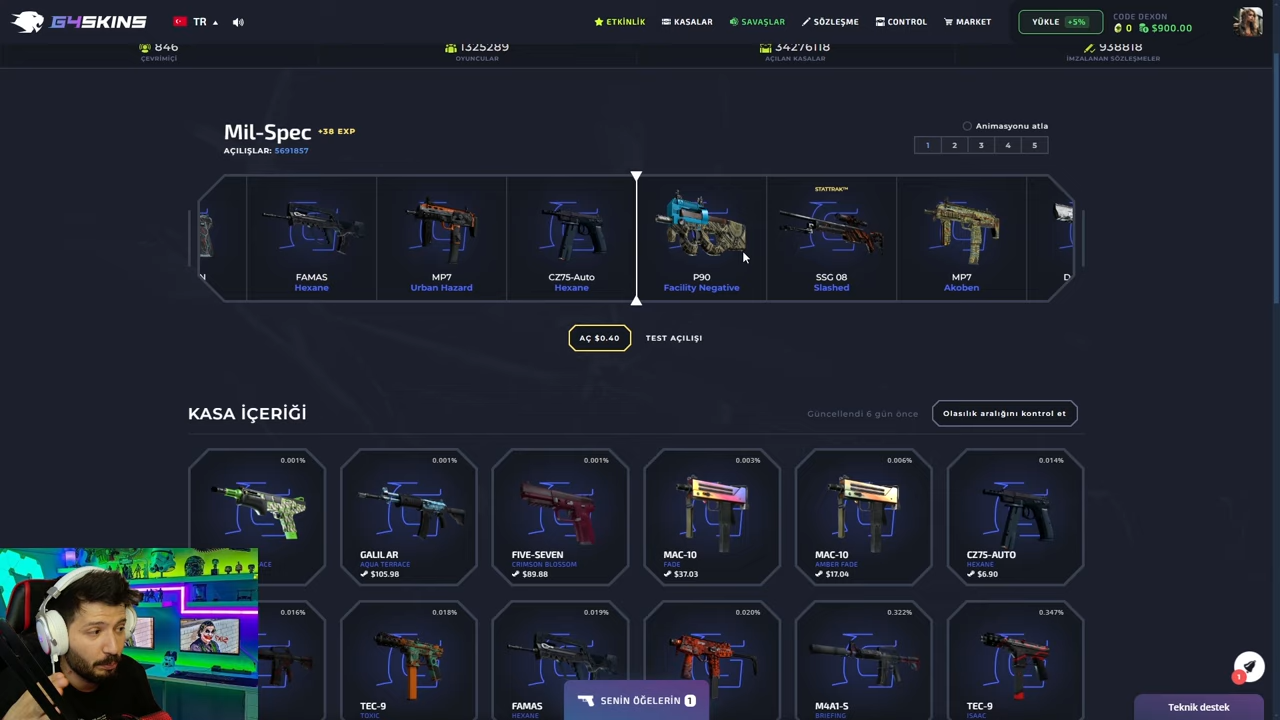 G4SKINS
TR
ETKİNLİK
KASALAR
SAVAŞLAR
SÖZLEŞME
CONTROL
MARKET
YÜKLE +5%
CODE DEXON
0 $900.00
846
ÇEVRİMİÇİ
1325289
OYUNCULAR
34276118
AÇILAN KASALAR
938818
İMZALANAN SÖZLEŞMELER
Mil-Spec +38 EXP
AÇILIŞLAR: 5691857
Animasyonu atla
1 2 3 4 5
FAMAS
Hexane
MP7
Urban Hazard
CZ75-Auto
Hexane
P90
Facility Negative
STATTRAK™
SSG 08
Slashed
MP7
Akoben
AÇ $0.40
TEST AÇILIŞI
KASA İÇERİĞİ
Güncellendi 6 gün önce
Olasılık aralığını kontrol et
0.001%
ACE
0.001%
GALIL AR
AQUA TERRACE
$105.98
0.001%
FIVE-SEVEN
CRIMSON BLOSSOM
$89.88
0.003%
MAC-10
FADE
$37.03
0.006%
MAC-10
AMBER FADE
$17.04
0.014%
CZ75-AUTO
HEXANE
$6.90
0.016%
0.018%
TEC-9
TOXIC
0.019%
FAMAS
HEXANE
0.020%
0.322%
M4A1-S
BRIEFING
0.347%
TEC-9
ISAAC
SENİN ÖĞELERİN 1
1
Teknik destek